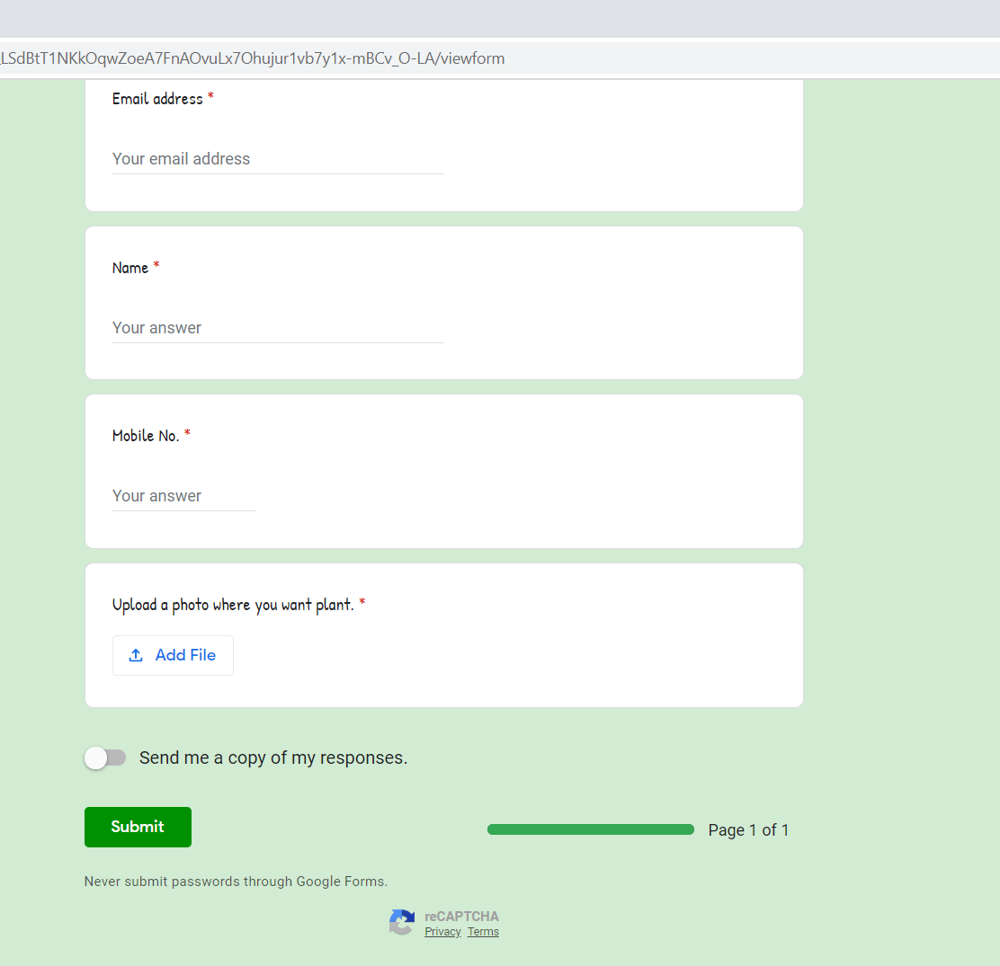 LSdBtT1NKkOqwZoeA7FnAOvuLx7Ohujur1vb7y1x-mBCv_O-LA/viewform
Email address *
Your email address
Name *
Your answer
Mobile No. *
Your answer
Upload a photo where you want plant. *
Add File
Send me a copy of my responses.
Submit
Page 1 of 1
Never submit passwords through Google Forms.
reCAPTCHA
Privacy Terms